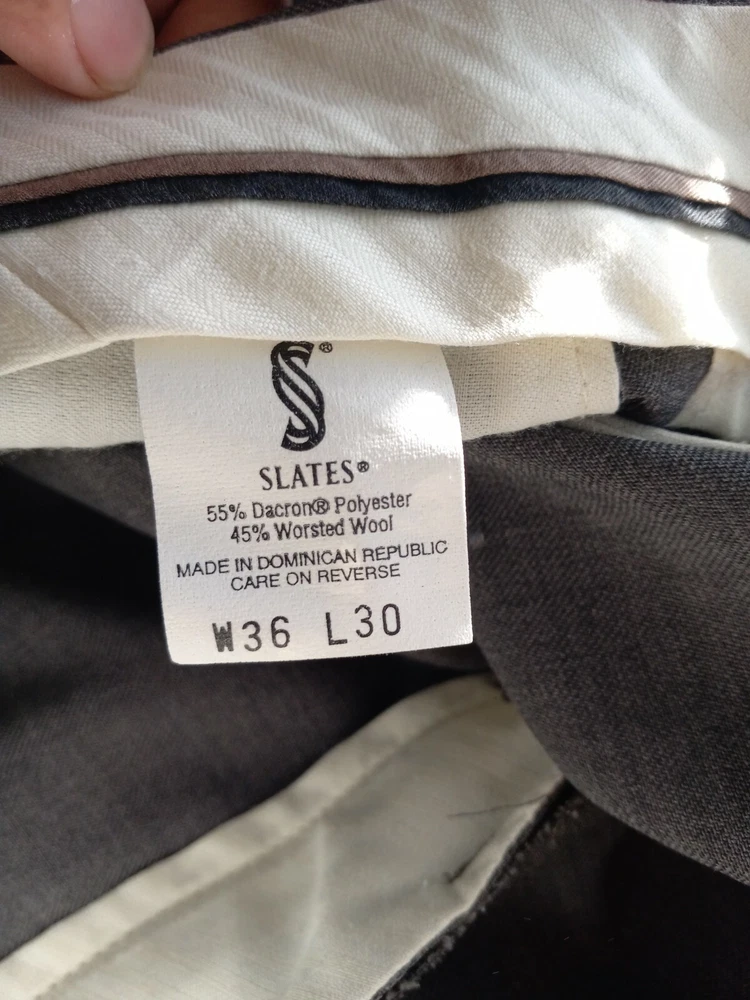 S®
SLATES®
55% Dacron® Polyester
45% Worsted Wool
MADE IN DOMINICAN REPUBLIC
CARE ON REVERSE
W36 L30